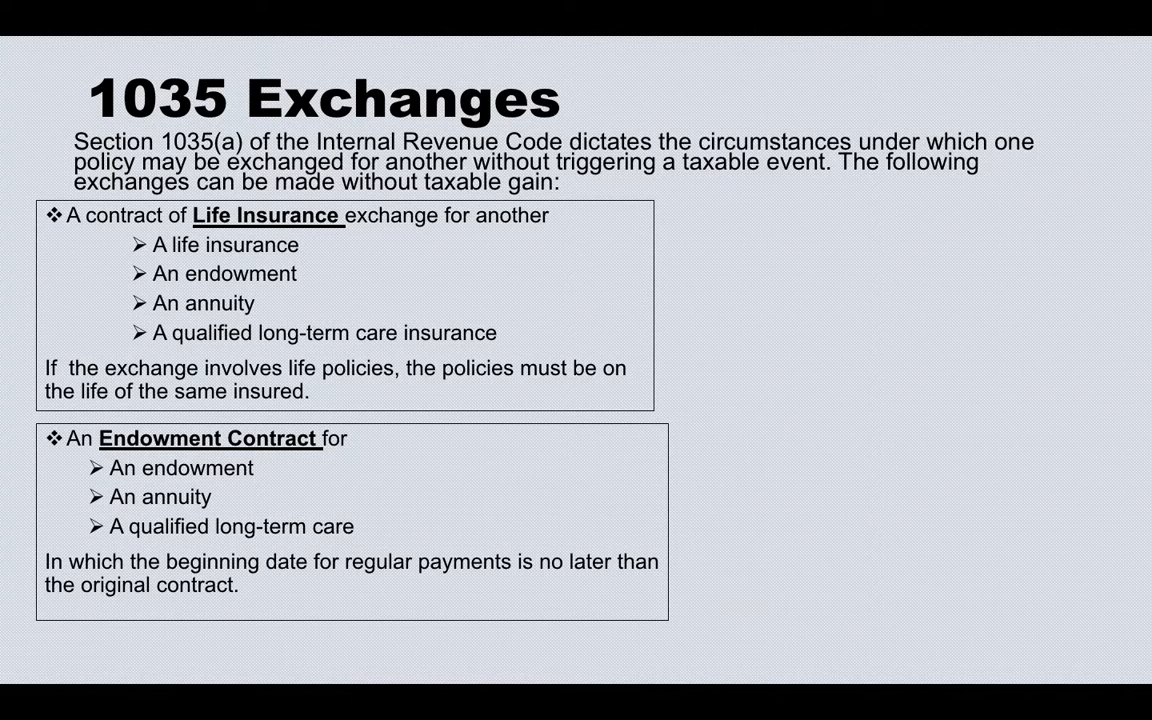 1035 Exchanges
Section 1035(a) of the Internal Revenue Code dictates the circumstances under which one
policy may be exchanged for another without triggering a taxable event. The following
exchanges can be made without taxable gain:
❖A contract of Life Insurance exchange for another
➢ A life insurance
➢ An endowment
➢ An annuity
➢ A qualified long-term care insurance
If the exchange involves life policies, the policies must be on
the life of the same insured.
❖An Endowment Contract for
➢ An endowment
➢ An annuity
➢ A qualified long-term care
In which the beginning date for regular payments is no later than
the original contract.